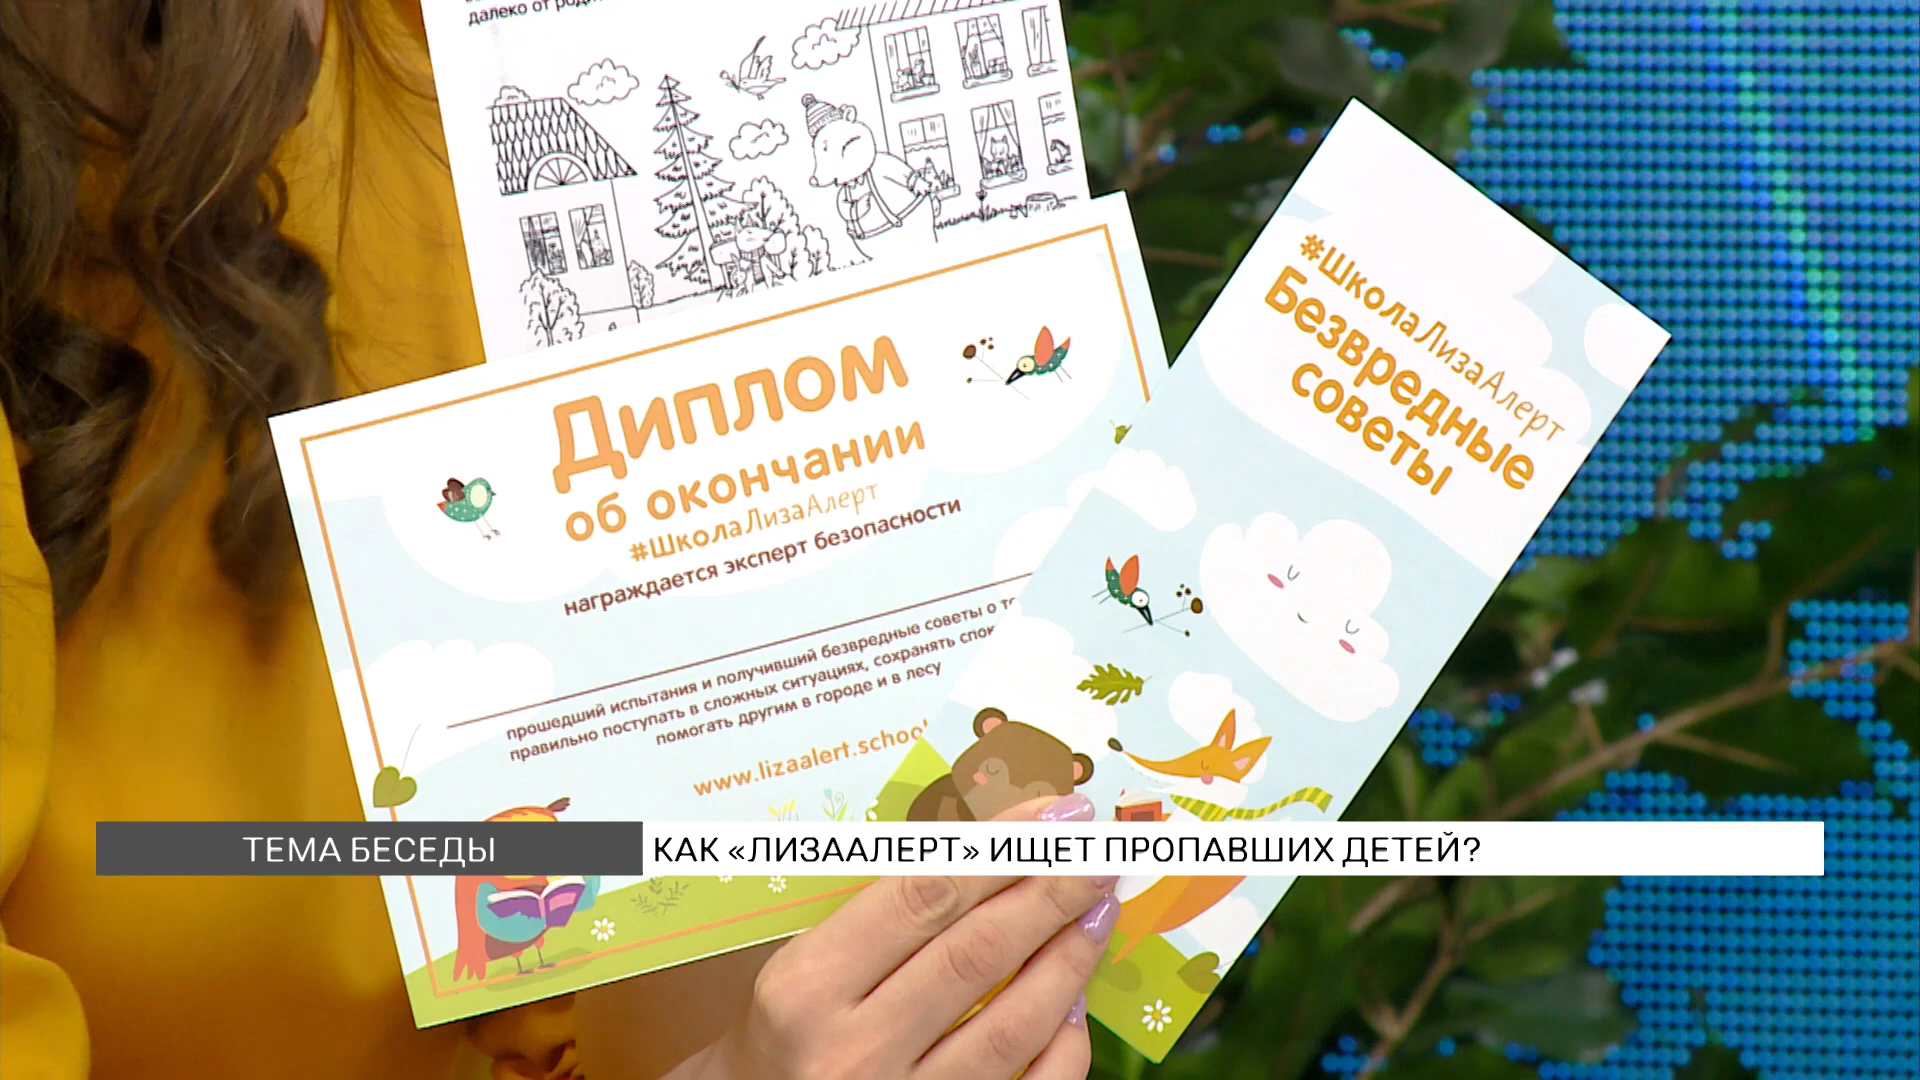 далеко от
Диплом
об окончании
#ШколаЛизаАлерт
награждается эксперт безопасности
прошедший испытания и получивший безвредные советы о
правильно поступать в сложных ситуациях, сохранять
помогать другим в городе и в лесу
www.lizaalert.school
#ШколаЛизаАлерт
Безвредные
советы
ТЕМА БЕСЕДЫ
КАК «ЛИЗААЛЕРТ» ИЩЕТ ПРОПАВШИХ ДЕТЕЙ?